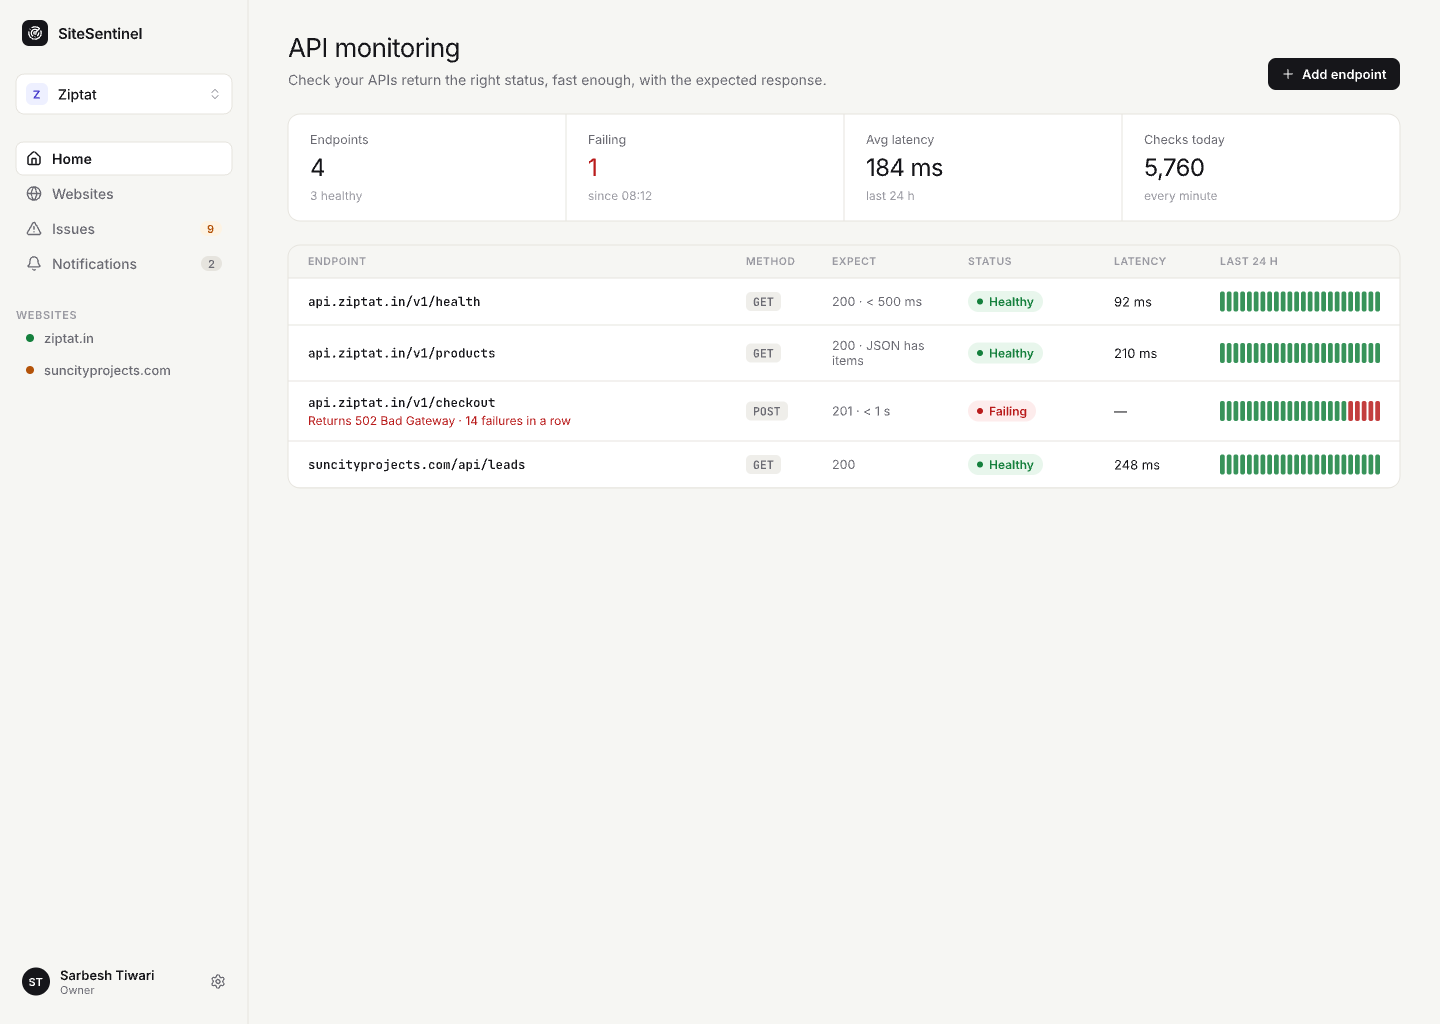 SiteSentinel
Z Ziptat
Home
Websites
Issues 9
Notifications 2
WEBSITES
ziptat.in
suncityprojects.com
ST Sarbesh Tiwari
Owner
API monitoring
Check your APIs return the right status, fast enough, with the expected response.
+ Add endpoint
Endpoints
4
3 healthy
Failing
1
since 08:12
Avg latency
184 ms
last 24 h
Checks today
5,760
every minute
ENDPOINT METHOD EXPECT STATUS LATENCY LAST 24 H
api.ziptat.in/v1/health GET 200 · < 500 ms Healthy 92 ms
api.ziptat.in/v1/products GET 200 · JSON has items Healthy 210 ms
api.ziptat.in/v1/checkout POST 201 · < 1 s Failing —
Returns 502 Bad Gateway · 14 failures in a row
suncityprojects.com/api/leads GET 200 Healthy 248 ms